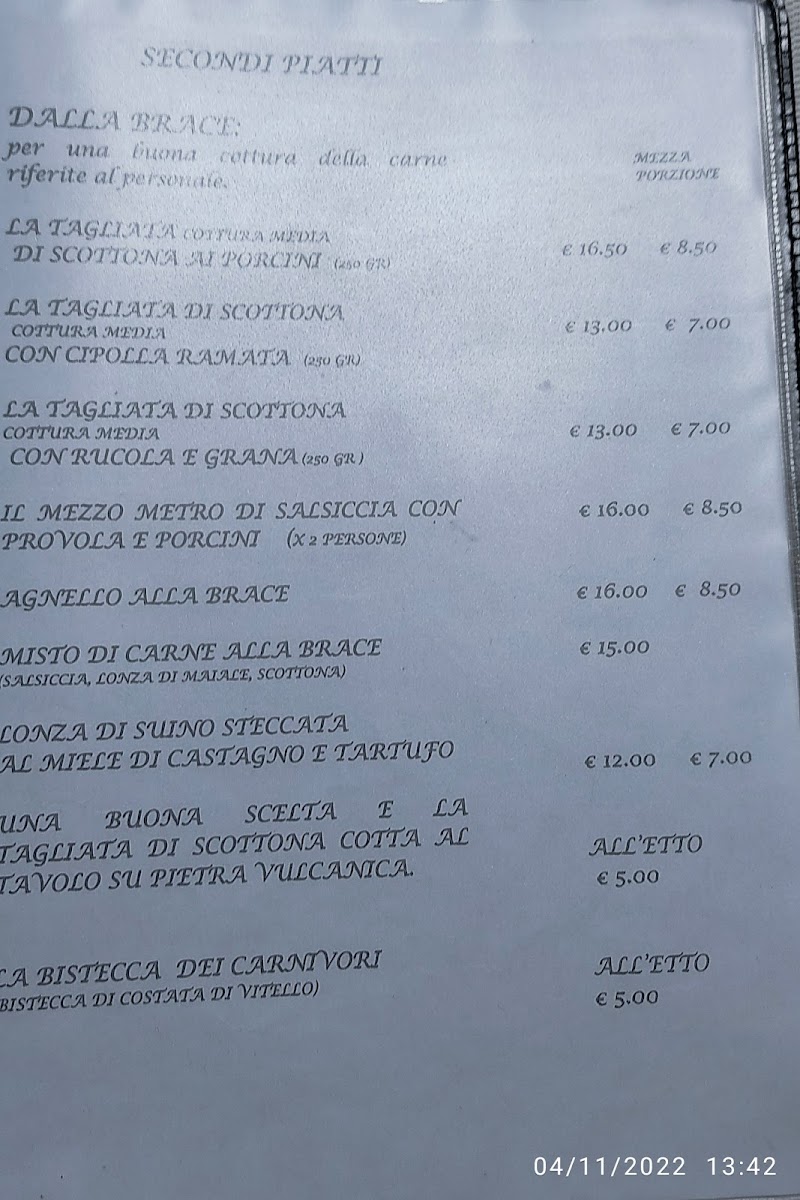 SECONDI PIATTI
DALLA BRACE:
per una buona cottura della carne
riferite al personale.
MEZZA
PORZIONE
LA TAGLIATA COTTURA MEDIA
DI SCOTTONA AI PORCINI (250 GR) € 16.50 € 8.50
LA TAGLIATA DI SCOTTONA
COTTURA MEDIA € 13.00 € 7.00
CON CIPOLLA RAMATA (250 GR)
LA TAGLIATA DI SCOTTONA
COTTURA MEDIA € 13.00 € 7.00
CON RUCOLA E GRANA (250 GR)
IL MEZZO METRO DI SALSICCIA CON € 16.00 € 8.50
PROVOLA E PORCINI (X 2 PERSONE)
AGNELLO ALLA BRACE € 16.00 € 8.50
MISTO DI CARNE ALLA BRACE € 15.00
(SALSICCIA, LONZA DI MAIALE, SCOTTONA)
LONZA DI SUINO STECCATA
AL MIELE DI CASTAGNO E TARTUFO € 12.00 € 7.00
UNA BUONA SCELTA E LA
TAGLIATA DI SCOTTONA COTTA AL ALL'ETTO
TAVOLO SU PIETRA VULCANICA. € 5.00
LA BISTECCA DEI CARNIVORI ALL'ETTO
(BISTECCA DI COSTATA DI VITELLO) € 5.00
04/11/2022 13:42